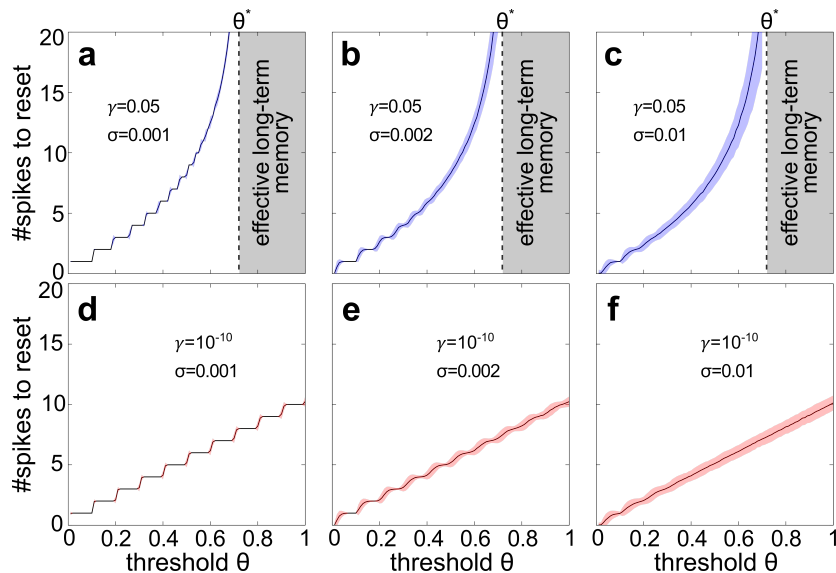 θ* θ* θ*
#spikes to reset
20
15
10
5
0
a
γ=0.05
σ=0.001
effective long-term
memory
b
γ=0.05
σ=0.002
effective long-term
memory
c
γ=0.05
σ=0.01
effective long-term
memory
#spikes to reset
20
15
10
5
0
d
γ=10⁻¹⁰
σ=0.001
e
γ=10⁻¹⁰
σ=0.002
f
γ=10⁻¹⁰
σ=0.01
0 0.2 0.4 0.6 0.8 1
0 0.2 0.4 0.6 0.8 1
0 0.2 0.4 0.6 0.8 1
threshold θ
threshold θ
threshold θ